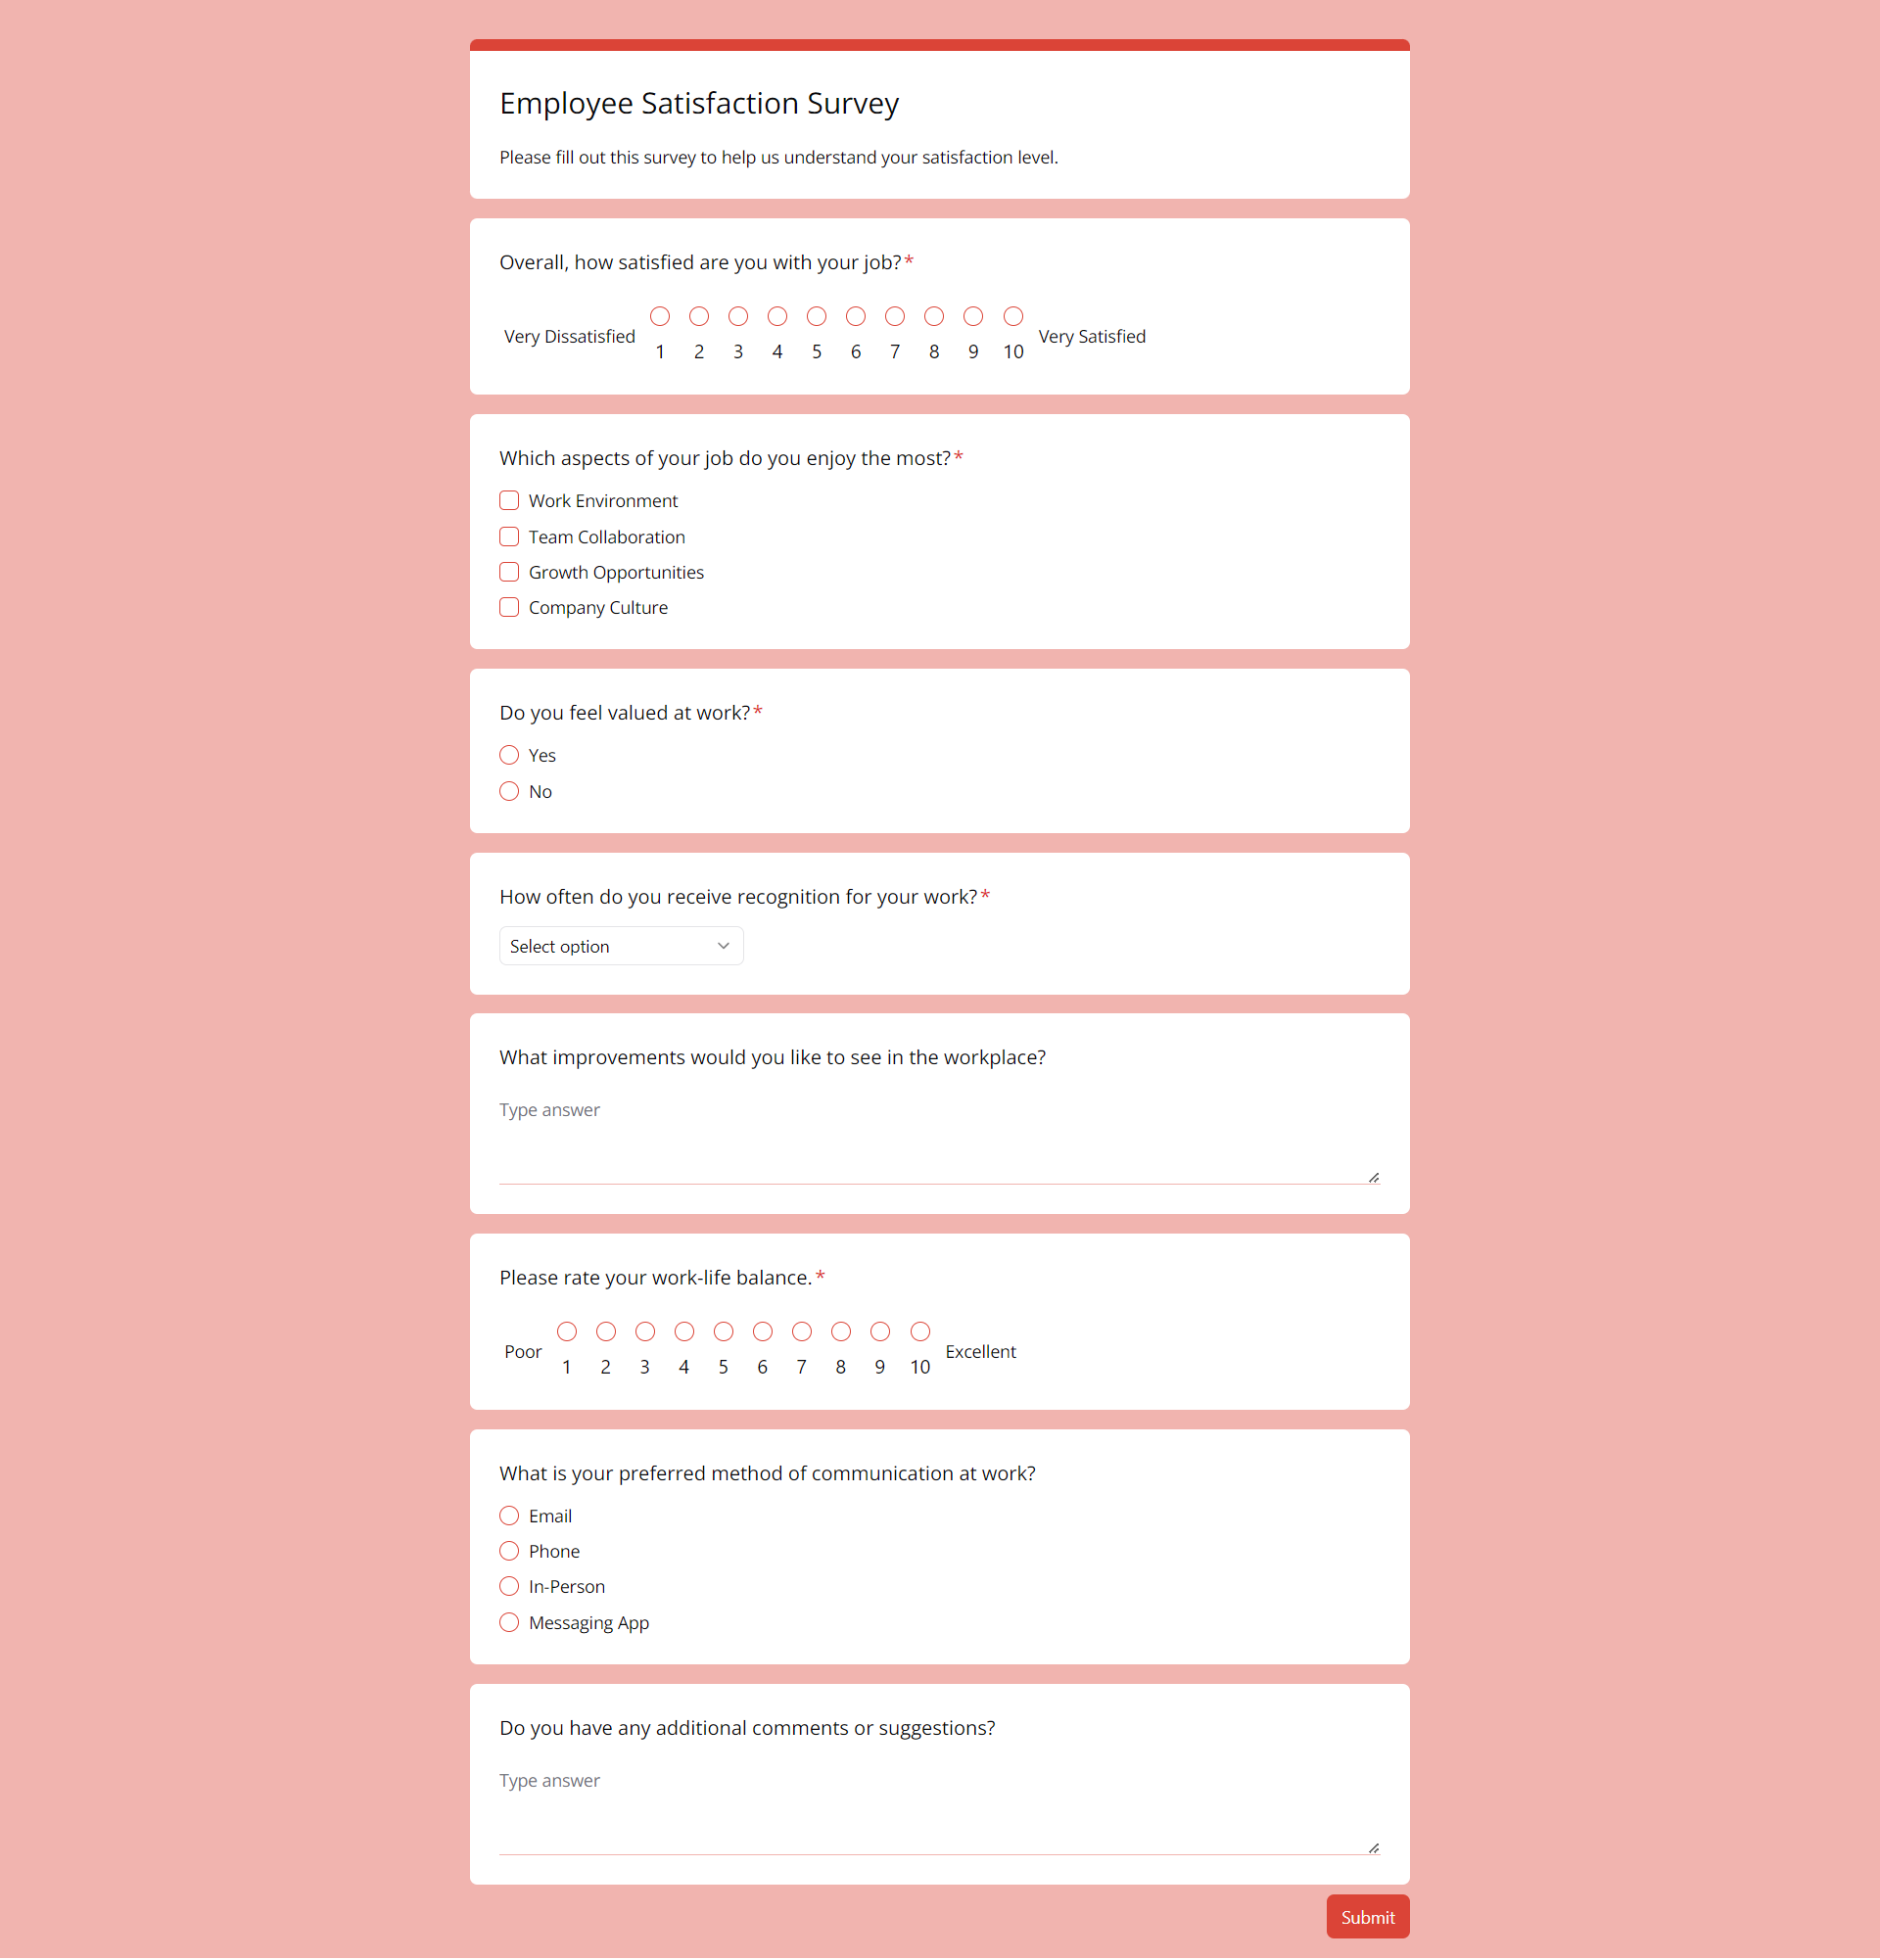 Employee Satisfaction Survey
Please fill out this survey to help us understand your satisfaction level.
Overall, how satisfied are you with your job?*
Very Dissatisfied 1 2 3 4 5 6 7 8 9 10 Very Satisfied
Which aspects of your job do you enjoy the most?*
Work Environment
Team Collaboration
Growth Opportunities
Company Culture
Do you feel valued at work?*
Yes
No
How often do you receive recognition for your work?*
Select option
What improvements would you like to see in the workplace?
Type answer
Please rate your work-life balance.*
Poor 1 2 3 4 5 6 7 8 9 10 Excellent
What is your preferred method of communication at work?
Email
Phone
In-Person
Messaging App
Do you have any additional comments or suggestions?
Type answer
Submit